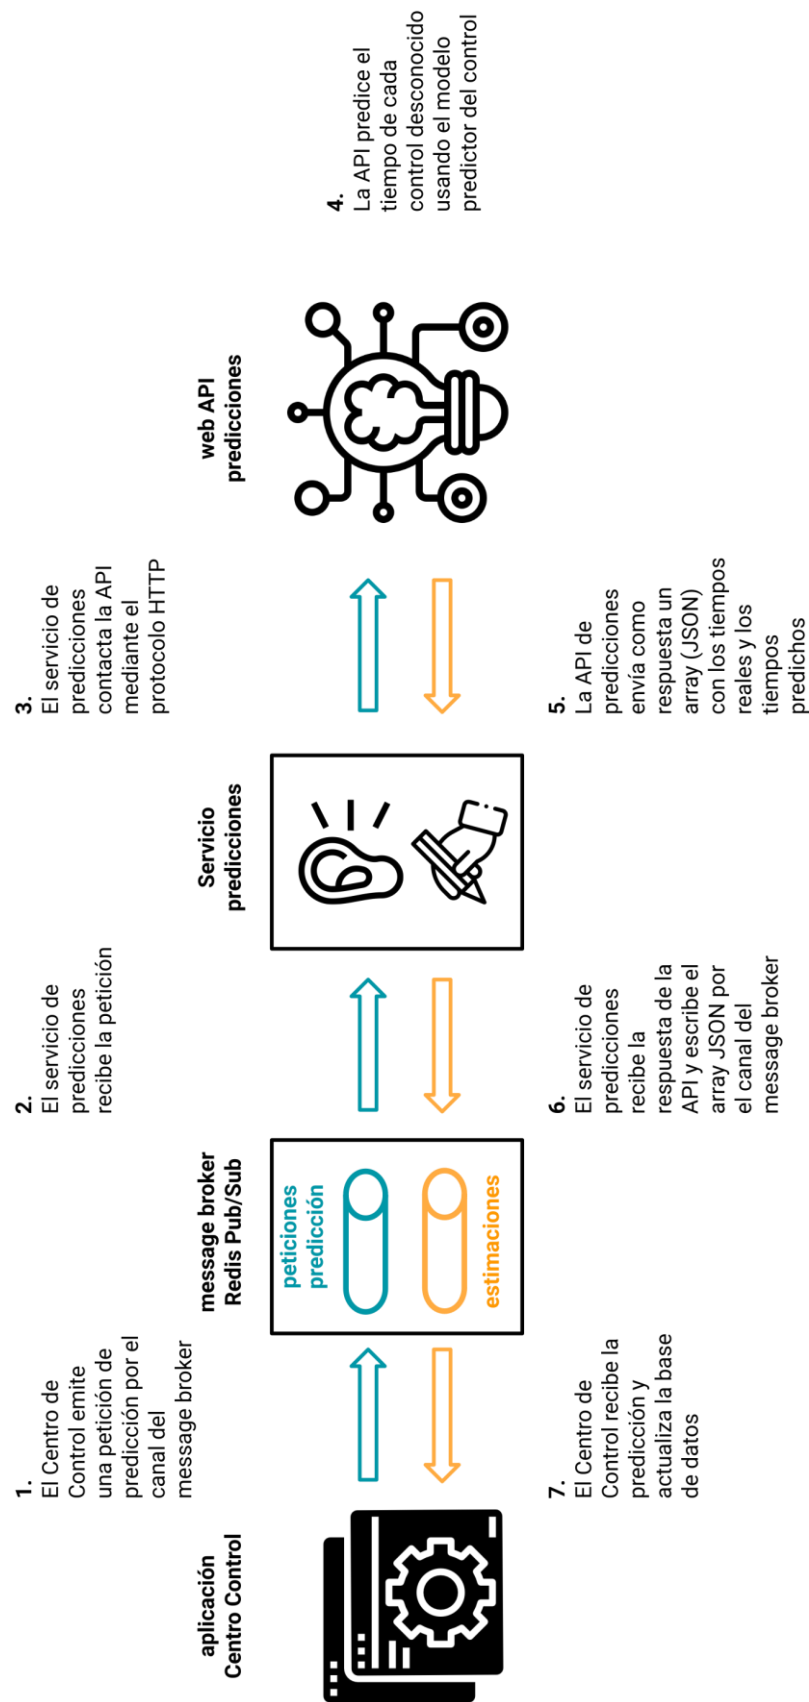 1.
El Centro de
Control emite
una petición de
predicción por el
canal del
message broker
2.
El servicio de
predicciones
recibe la petición
3.
El servicio de
predicciones
contacta la API
mediante el
protocolo HTTP
aplicación
Centro Control
message broker
Redis Pub/Sub
peticiones
predicción
estimaciones
Servicio
predicciones
web API
predicciones
4.
La API predice el
tiempo de cada
control desconocido
usando el modelo
predictor del control
7.
El Centro de
Control recibe la
predicción y
actualiza la base
de datos
6.
El servicio de
predicciones
recibe la
respuesta de la
API y escribe el
array JSON por
el canal del
message broker
5.
La API de
predicciones
envía como
respuesta un
array (JSON)
con los tiempos
reales y los
tiempos
predichos